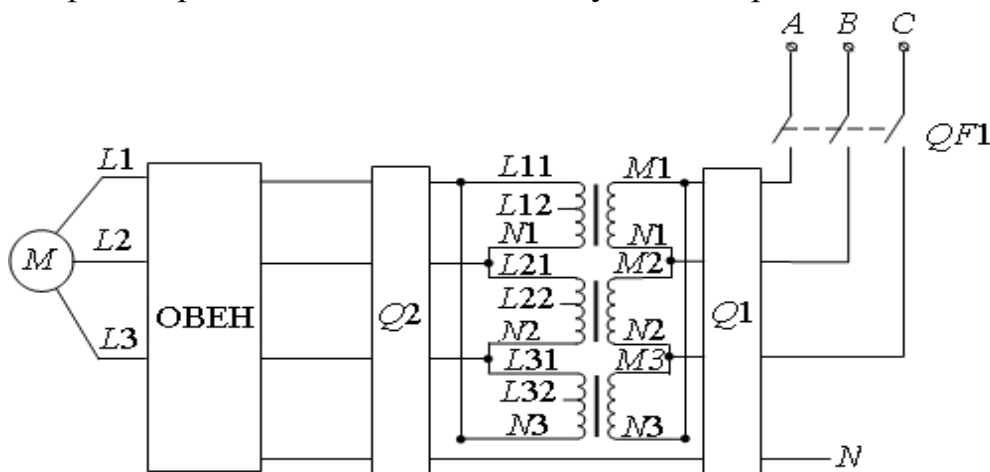 A B C
QF1
L1 L11 M1
L12
L2 N1 N1
M L21 M2
ОВЕН Q2 L22 Q1
L3 N2 N2
L31 M3
L32
N3 N3
N